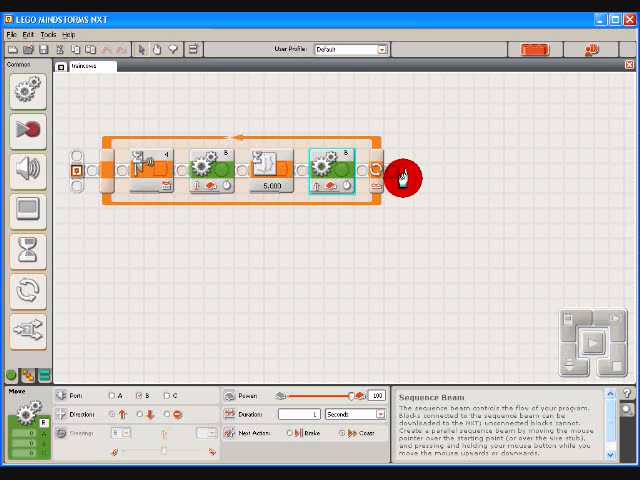 LEGO MINDSTORMS NXT
File Edit Tools Help
User Profile: Default
Common
traincows
4 B B
5.000
Move
Port: A B C
Power: 100
Direction:
Duration: 1 Seconds
Steering: B
Next Action: Brake Coast
B
A 0
B 0
C 0
Sequence Beam
The sequence beam controls the flow of your program.
Blocks connected to the sequence beam can be
downloaded to the NXT; unconnected blocks cannot.
Create a parallel sequence beam by moving the mouse
pointer over the starting point (or over the wire stub),
and pressing and holding your mouse button while
you move the mouse upwards or downwards.